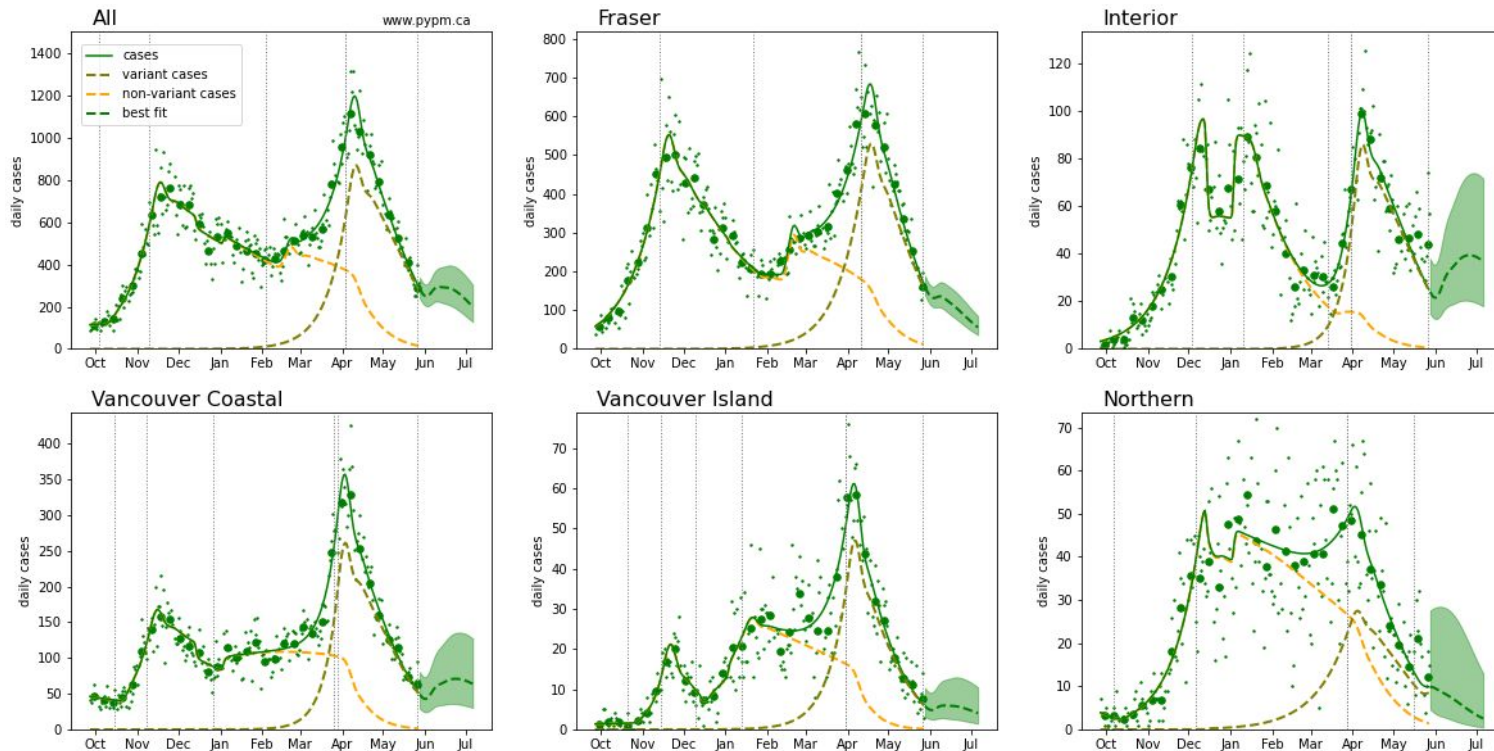 All
www.pypm.ca
cases
variant cases
non-variant cases
best fit
daily cases
1400
1200
1000
800
600
400
200
0
Oct Nov Dec Jan Feb Mar Apr May Jun Jul
Fraser
daily cases
800
700
600
500
400
300
200
100
0
Oct Nov Dec Jan Feb Mar Apr May Jun Jul
Interior
daily cases
120
100
80
60
40
20
0
Oct Nov Dec Jan Feb Mar Apr May Jun Jul
Vancouver Coastal
daily cases
400
350
300
250
200
150
100
50
0
Oct Nov Dec Jan Feb Mar Apr May Jun Jul
Vancouver Island
daily cases
70
60
50
40
30
20
10
0
Oct Nov Dec Jan Feb Mar Apr May Jun Jul
Northern
daily cases
70
60
50
40
30
20
10
0
Oct Nov Dec Jan Feb Mar Apr May Jun Jul